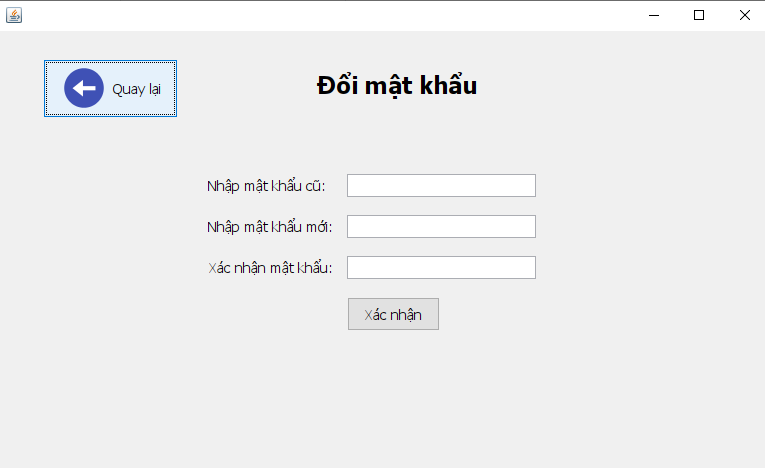 Quay lại
Đổi mật khẩu
Nhập mật khẩu cũ:
Nhập mật khẩu mới:
Xác nhận mật khẩu:
Xác nhận